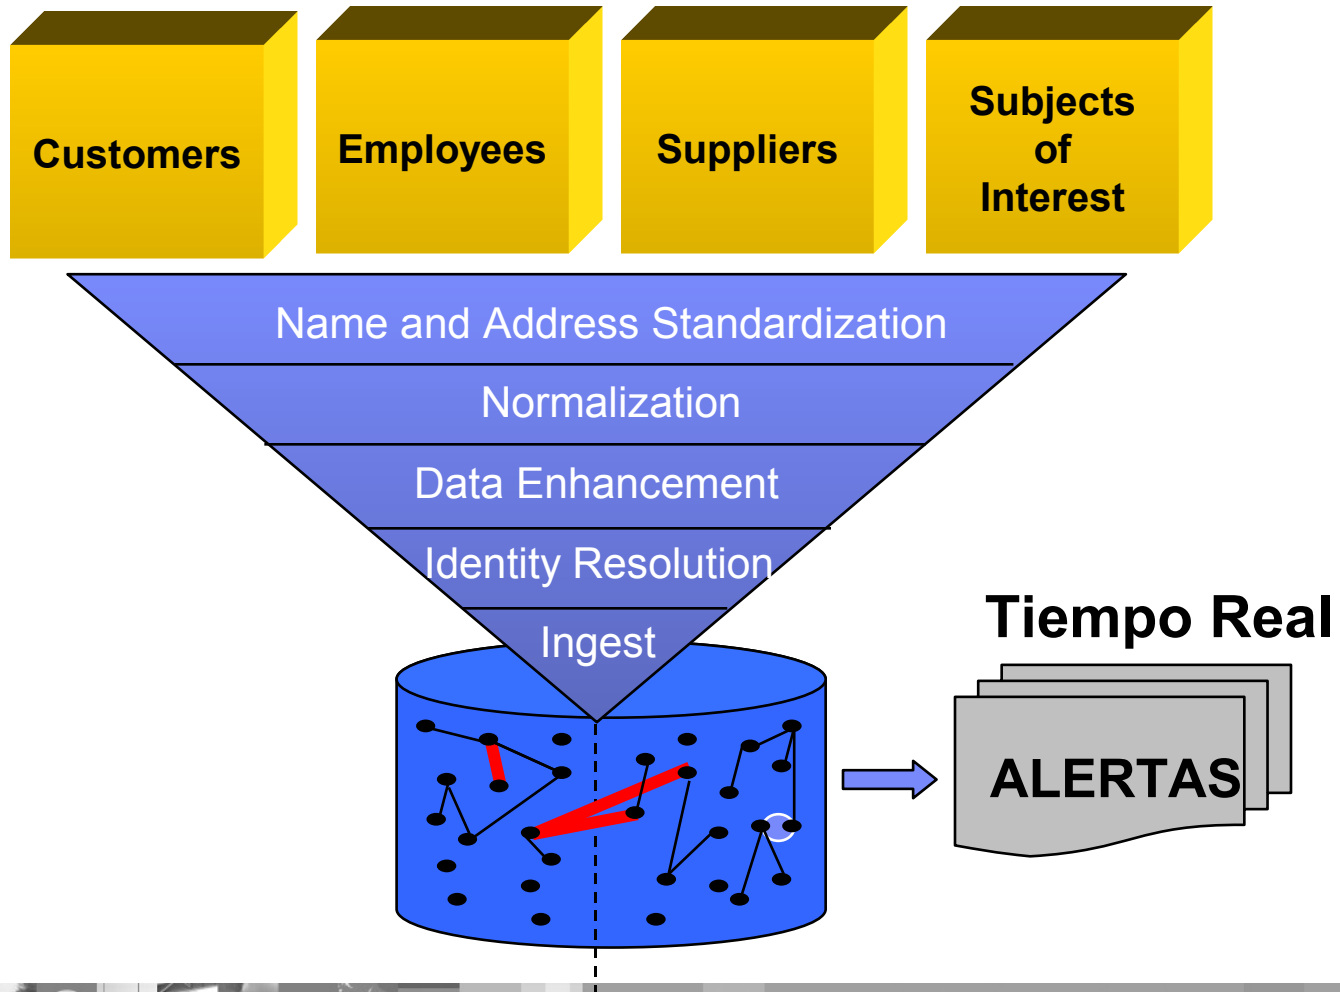 Customers
Employees
Suppliers
Subjects
of
Interest
Name and Address Standardization
Normalization
Data Enhancement
Identity Resolution
Ingest
Tiempo Real
ALERTAS